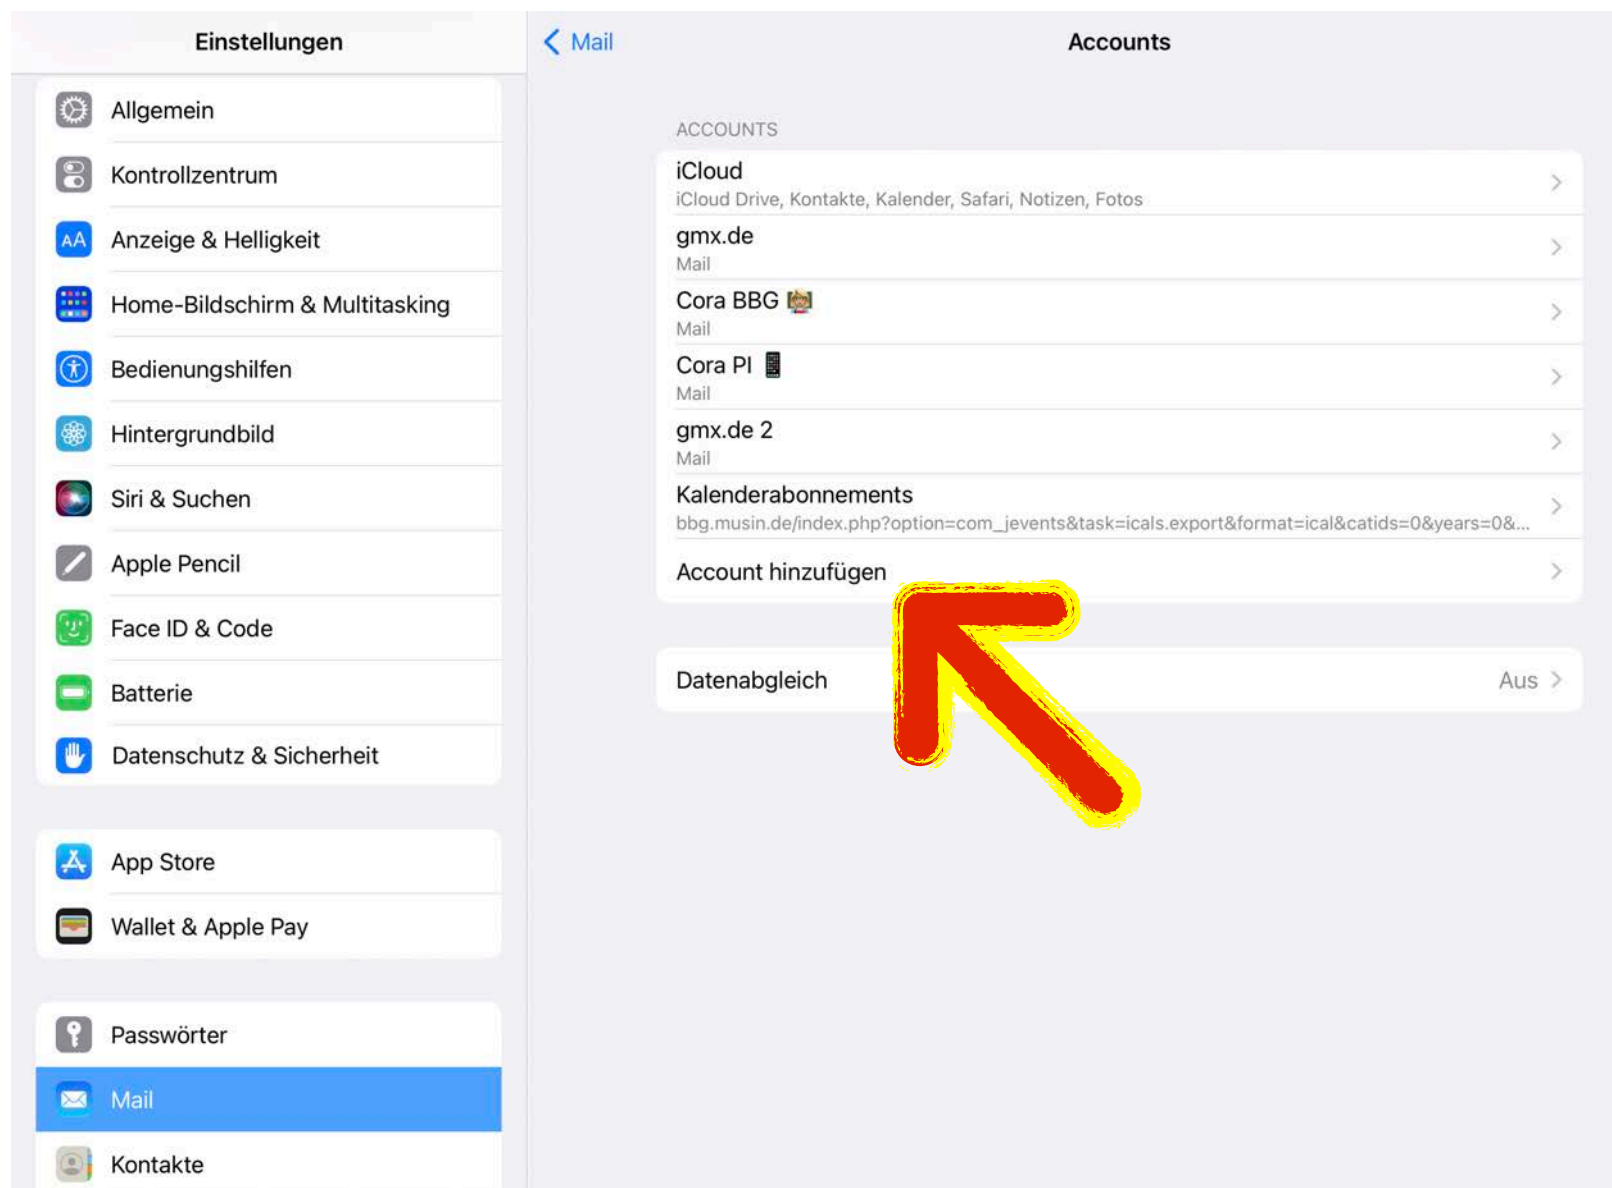 Einstellungen
Allgemein
Kontrollzentrum
AA
Anzeige & Helligkeit
Home-Bildschirm & Multitasking
Bedienungshilfen
Hintergrundbild
Siri & Suchen
Apple Pencil
Face ID & Code
Batterie
Datenschutz & Sicherheit
App Store
Wallet & Apple Pay
Passwörter
Mail
Kontakte
Mail
Accounts
ACCOUNTS
iCloud
iCloud Drive, Kontakte, Kalender, Safari, Notizen, Fotos
gmx.de
Mail
Cora BBG
Mail
Cora PI
Mail
gmx.de 2
Mail
Kalenderabonnements
bbg.musin.de/index.php?option=com_jevents&task=icals.export&format=ical&catids=0&years=0&...
Account hinzufügen
Datenabgleich
Aus